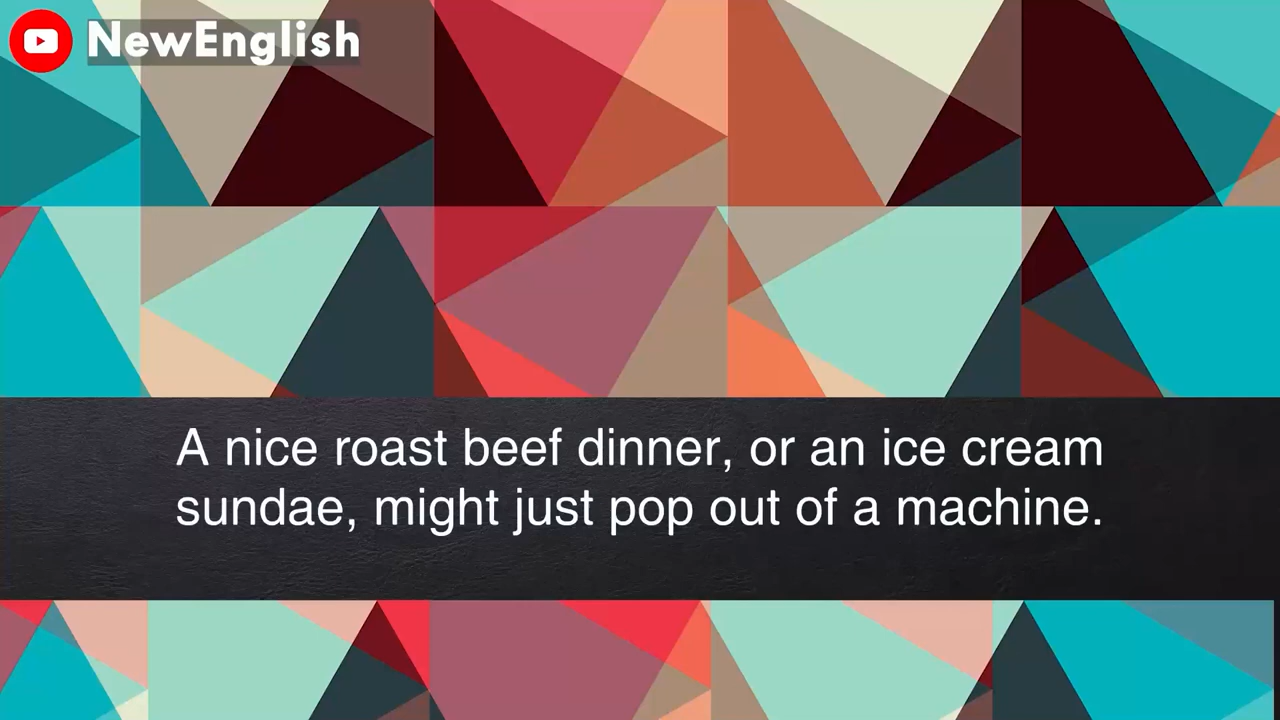 NewEnglish
A nice roast beef dinner, or an ice cream
sundae, might just pop out of a machine.